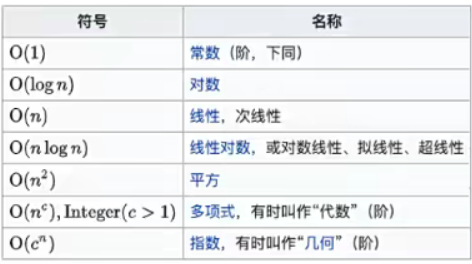 符号 名称
O(1) 常数（阶，下同）
O(log n) 对数
O(n) 线性，次线性
O(n log n) 线性对数，或对数线性、拟线性、超线性
O(n²) 平方
O(nᶜ), Integer(c > 1) 多项式，有时叫作“代数”（阶）
O(cⁿ) 指数，有时叫作“几何”（阶）